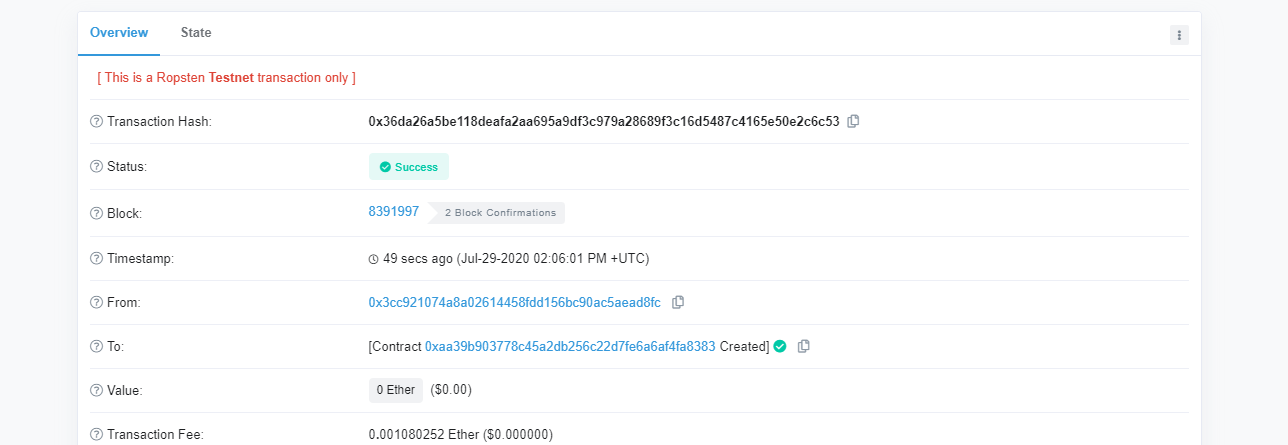 Overview State
[ This is a Ropsten Testnet transaction only ]
Transaction Hash: 0x36da26a5be118deafa2aa695a9df3c979a28689f3c16d5487c4165e50e2c6c53
Status: Success
Block: 8391997 2 Block Confirmations
Timestamp: 49 secs ago (Jul-29-2020 02:06:01 PM +UTC)
From: 0x3cc921074a8a02614458fdd156bc90ac5aead8fc
To: [Contract 0xaa39b903778c45a2db256c22d7fe6a6af4fa8383 Created]
Value: 0 Ether ($0.00)
Transaction Fee: 0.001080252 Ether ($0.000000)